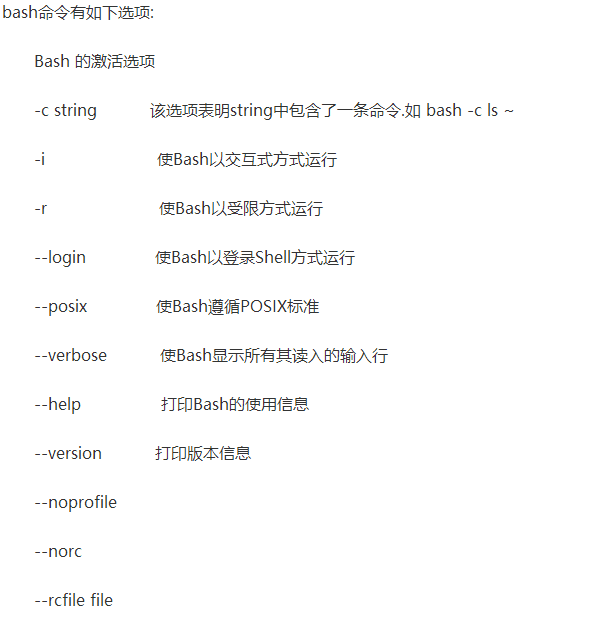 bash命令有如下选项:
Bash 的激活选项
-c string 该选项表明string中包含了一条命令.如 bash -c ls ~
-i 使Bash以交互式方式运行
-r 使Bash以受限方式运行
--login 使Bash以登录Shell方式运行
--posix 使Bash遵循POSIX标准
--verbose 使Bash显示所有其读入的输入行
--help 打印Bash的使用信息
--version 打印版本信息
--noprofile
--norc
--rcfile file